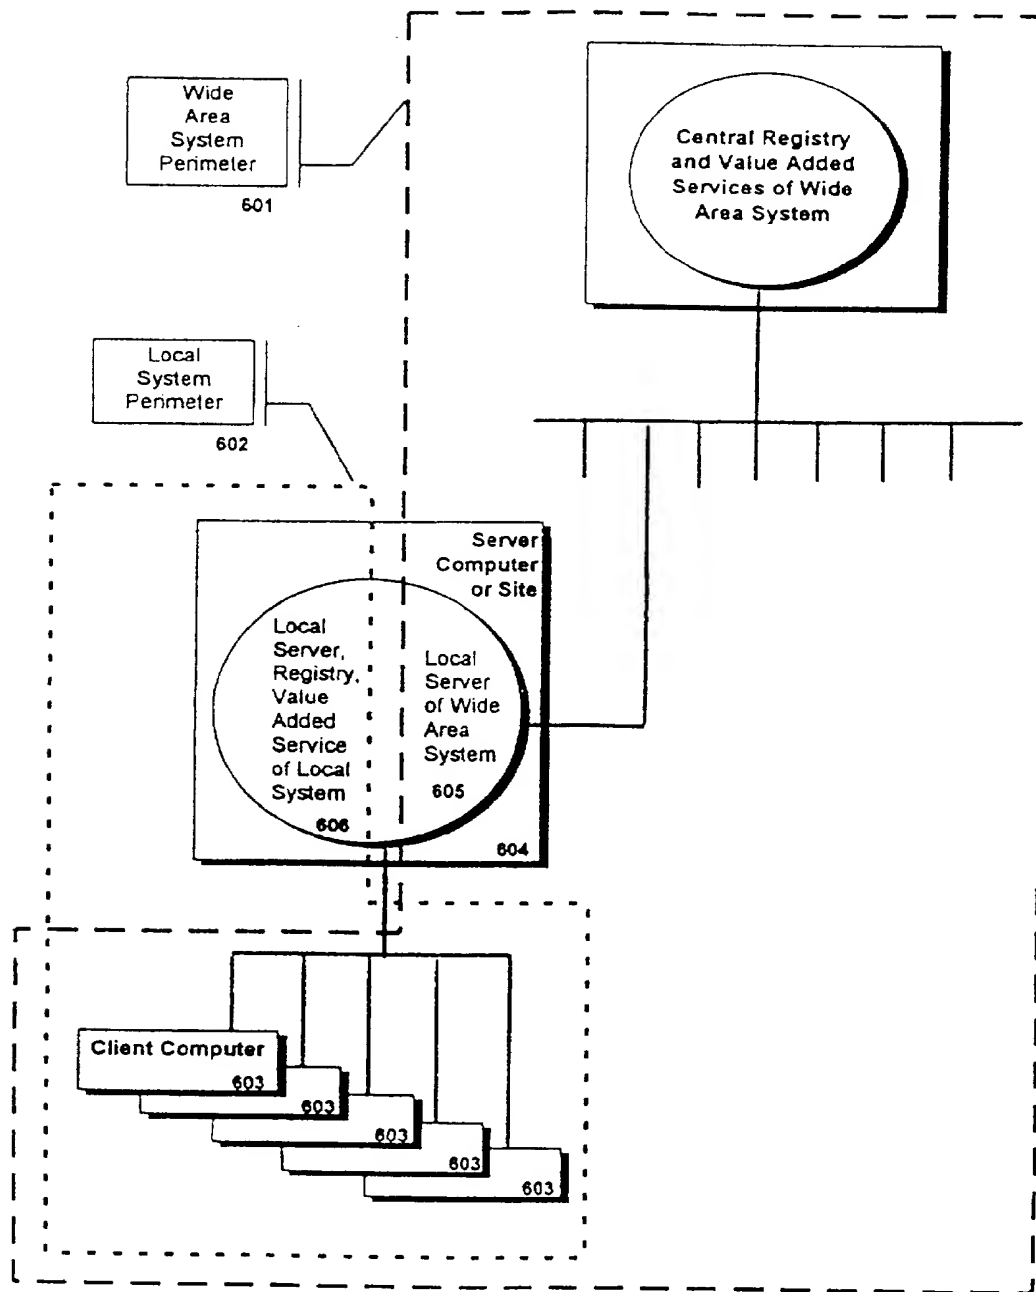 Wide
Area
System
Perimeter
601
Central Registry
and Value Added
Services of Wide
Area System
Local
System
Perimeter
602
Server
Computer
or Site
Local
Server,
Registry,
Value
Added
Service
of Local
System
606
Local
Server
of Wide
Area
System
605
604
Client Computer
603
603
603
603
603